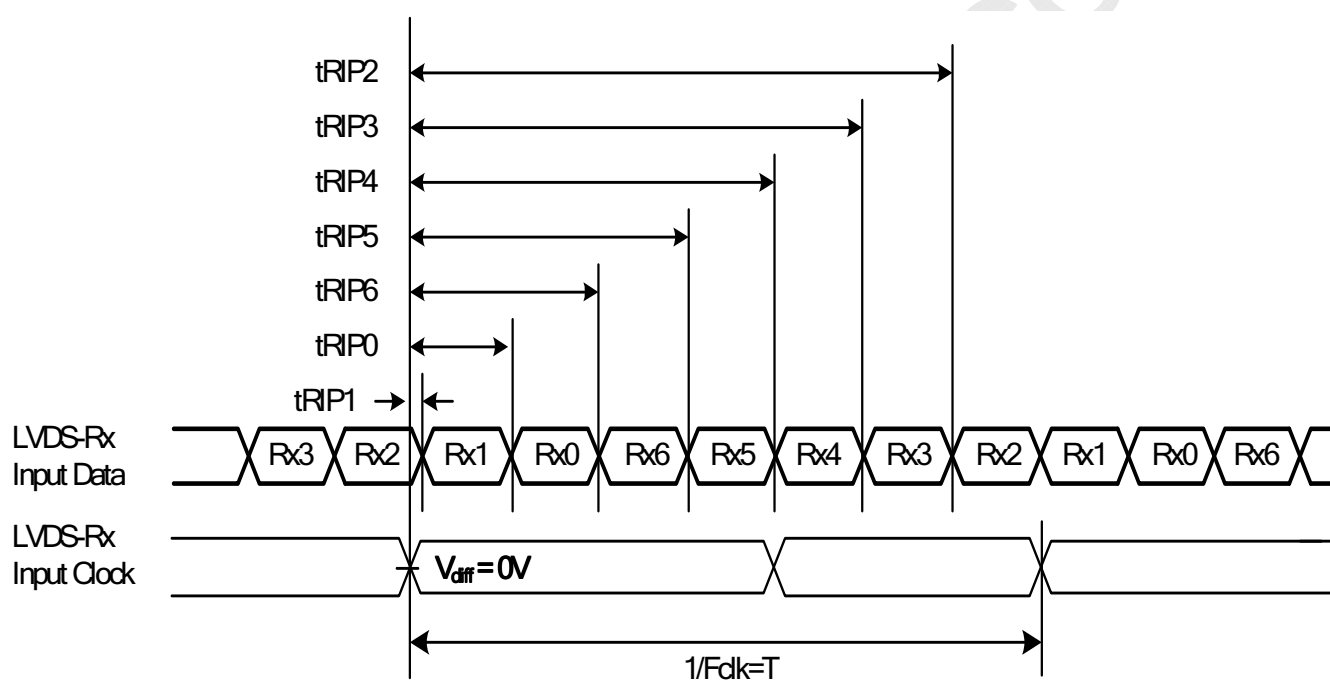 tRIP2
tRIP3
tRIP4
tRIP5
tRIP6
tRIP0
tRIP1
LVDS-Rx
Input Data
Rx3 Rx2 Rx1 Rx0 Rx6 Rx5 Rx4 Rx3 Rx2 Rx1 Rx0 Rx6
LVDS-Rx
Input Clock
Vdiff = 0V
1/Fclk=T